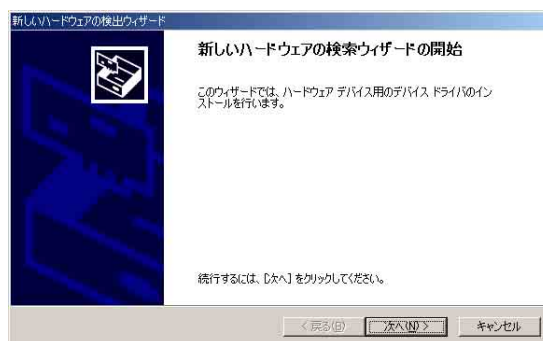 新しいハードウェアの検出ウィザード
新しいハードウェアの検索ウィザードの開始
このウィザードでは、ハードウェア デバイス用のデバイス ドライバのイン
ストールを行います。
続行するには、[次へ] をクリックしてください。
< 戻る(B)
次へ(N) >
キャンセル